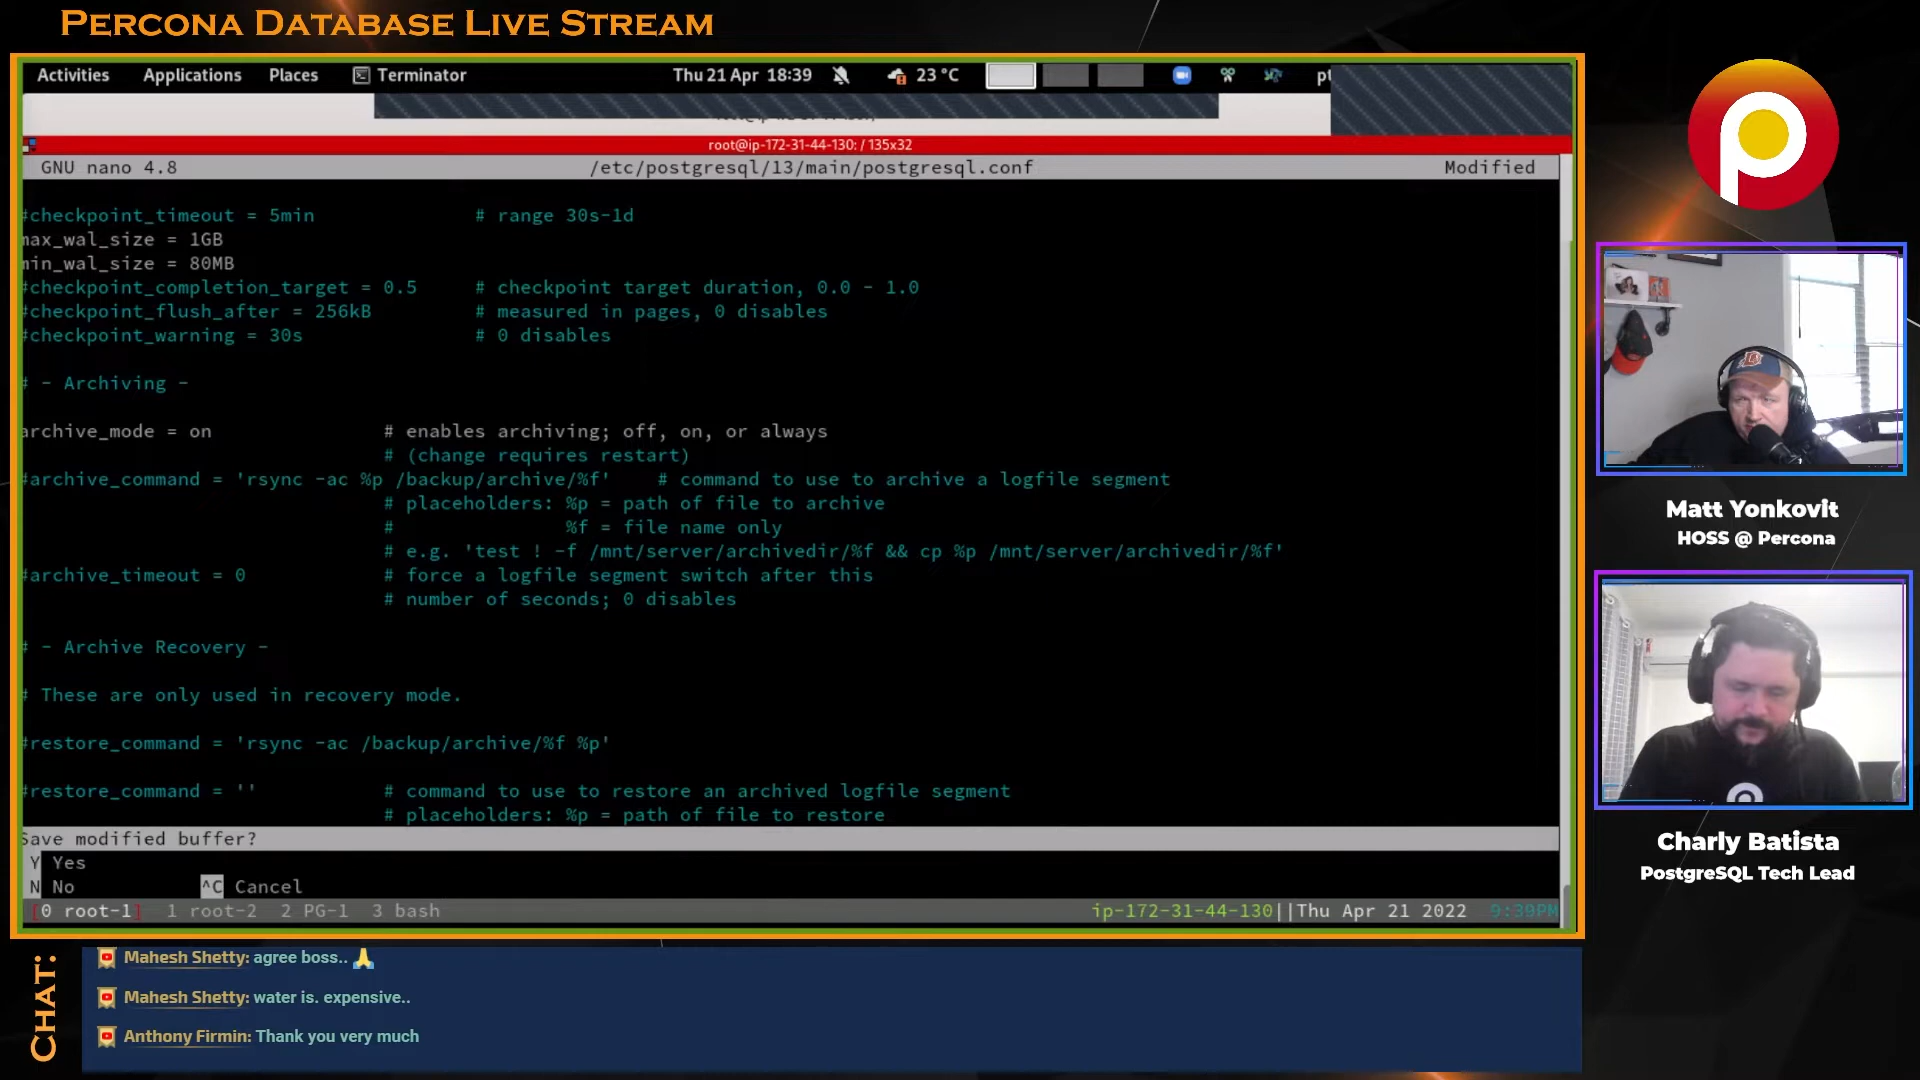 Percona Database Live Stream
Activities Applications Places Terminator Thu 21 Apr 18:39 23 °C pt
root@ip-172-31-44-130: / 135x32
GNU nano 4.8 /etc/postgresql/13/main/postgresql.conf Modified
#checkpoint_timeout = 5min # range 30s-1d
max_wal_size = 1GB
min_wal_size = 80MB
#checkpoint_completion_target = 0.5 # checkpoint target duration, 0.0 - 1.0
#checkpoint_flush_after = 256kB # measured in pages, 0 disables
#checkpoint_warning = 30s # 0 disables
# - Archiving -
archive_mode = on # enables archiving; off, on, or always
# (change requires restart)
#archive_command = 'rsync -ac %p /backup/archive/%f' # command to use to archive a logfile segment
# placeholders: %p = path of file to archive
# %f = file name only
# e.g. 'test ! -f /mnt/server/archivedir/%f && cp %p /mnt/server/archivedir/%f'
#archive_timeout = 0 # force a logfile segment switch after this
# number of seconds; 0 disables
# - Archive Recovery -
# These are only used in recovery mode.
#restore_command = 'rsync -ac /backup/archive/%f %p'
#restore_command = '' # command to use to restore an archived logfile segment
# placeholders: %p = path of file to restore
Save modified buffer?
Y Yes
N No ^C Cancel
[0 root-1] 1 root-2 2 PG-1 3 bash ip-172-31-44-130||Thu Apr 21 2022 9:39PM
Matt Yonkovit
HOSS @ Percona
Charly Batista
PostgreSQL Tech Lead
Chat:
Mahesh Shetty: agree boss.. 🙏
Mahesh Shetty: water is. expensive..
Anthony Firmin: Thank you very much